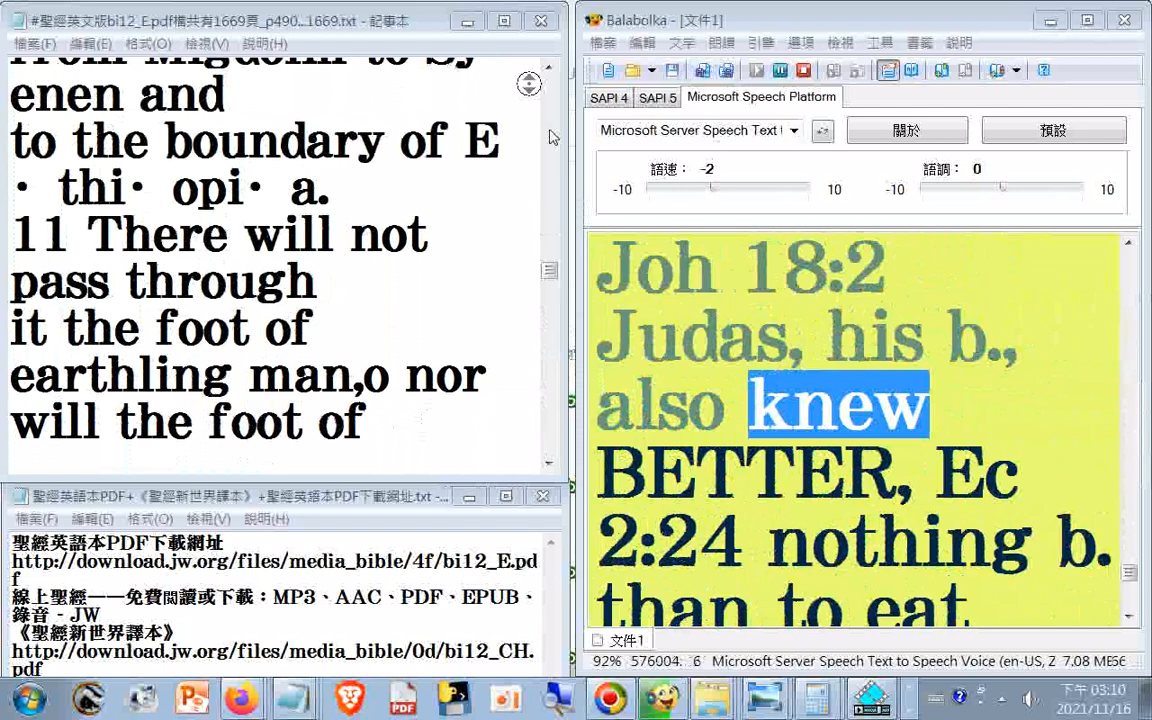 #聖經英文版bi12_E.pdf檔共有1669頁_p490...1669.txt - 記事本
檔案(F) 編輯(E) 格式(O) 檢視(V) 說明(H)
From Migdolm to Sy
enen and
to the boundary of E
· thi· opi· a.
11 There will not
pass through
it the foot of
earthling man,o nor
will the foot of
聖經英語本PDF+《聖經新世界譯本》+聖經英語本PDF下載網址.txt -...
檔案(F) 編輯(E) 格式(O) 檢視(V) 說明(H)
聖經英語本PDF下載網址
http://download.jw.org/files/media_bible/4f/bi12_E.pd
f
線上聖經——免費閱讀或下載：MP3、AAC、PDF、EPUB、
錄音 - JW
《聖經新世界譯本》
http://download.jw.org/files/media_bible/0d/bi12_CH.
pdf
Balabolka - [文件1]
檔案 編輯 文字 朗讀 引擎 選項 檢視 工具 書籤 說明
SAPI 4 SAPI 5 Microsoft Speech Platform
Microsoft Server Speech Text 關於 預設
語速： -2 語調： 0
-10 10 -10 10
Joh 18:2
Judas, his b.,
also knew
BETTER, Ec
2:24 nothing b.
than to eat
文件1
92% 576004: 6 Microsoft Server Speech Text to Speech Voice (en-US, Z 7.08 ME56
下午 03:10
2021/11/16